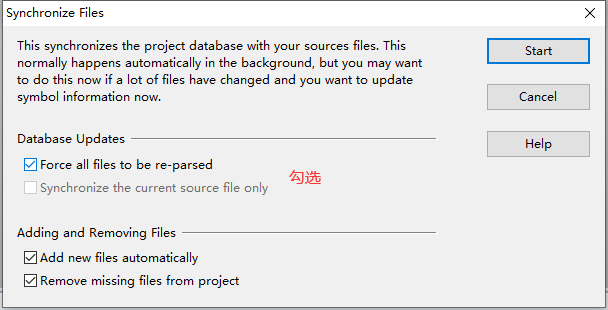 Synchronize Files
This synchronizes the project database with your sources files. This
normally happens automatically in the background, but you may want
to do this now if a lot of files have changed and you want to update
symbol information now.
Start
Cancel
Help
Database Updates
Force all files to be re-parsed
Synchronize the current source file only
勾选
Adding and Removing Files
Add new files automatically
Remove missing files from project